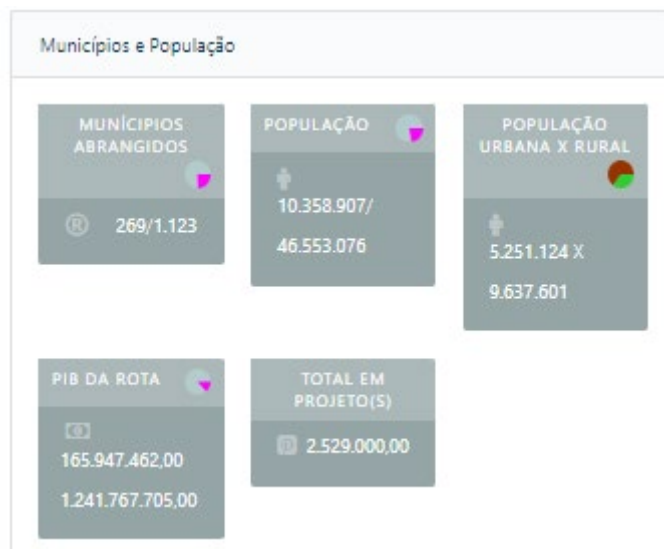 Municípios e População
MUNÍCIPIOS
ABRANGIDOS
269/1.123
POPULAÇÃO
10.358.907/
46.553.076
POPULAÇÃO
URBANA X RURAL
5.251.124 X
9.637.601
PIB DA ROTA
165.947.462,00
1.241.767.705,00
TOTAL EM
PROJETO(S)
2.529.000,00